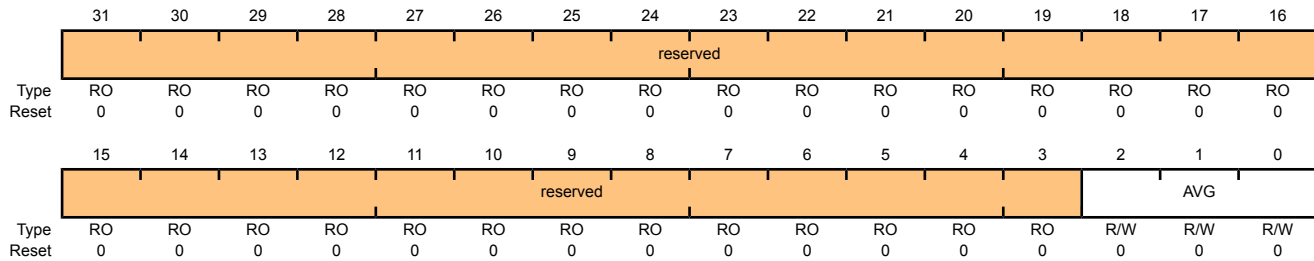 31 30 29 28 27 26 25 24 23 22 21 20 19 18 17 16
reserved
Type RO RO RO RO RO RO RO RO RO RO RO RO RO RO RO RO
Reset 0 0 0 0 0 0 0 0 0 0 0 0 0 0 0 0
15 14 13 12 11 10 9 8 7 6 5 4 3 2 1 0
reserved AVG
Type RO RO RO RO RO RO RO RO RO RO RO RO RO R/W R/W R/W
Reset 0 0 0 0 0 0 0 0 0 0 0 0 0 0 0 0